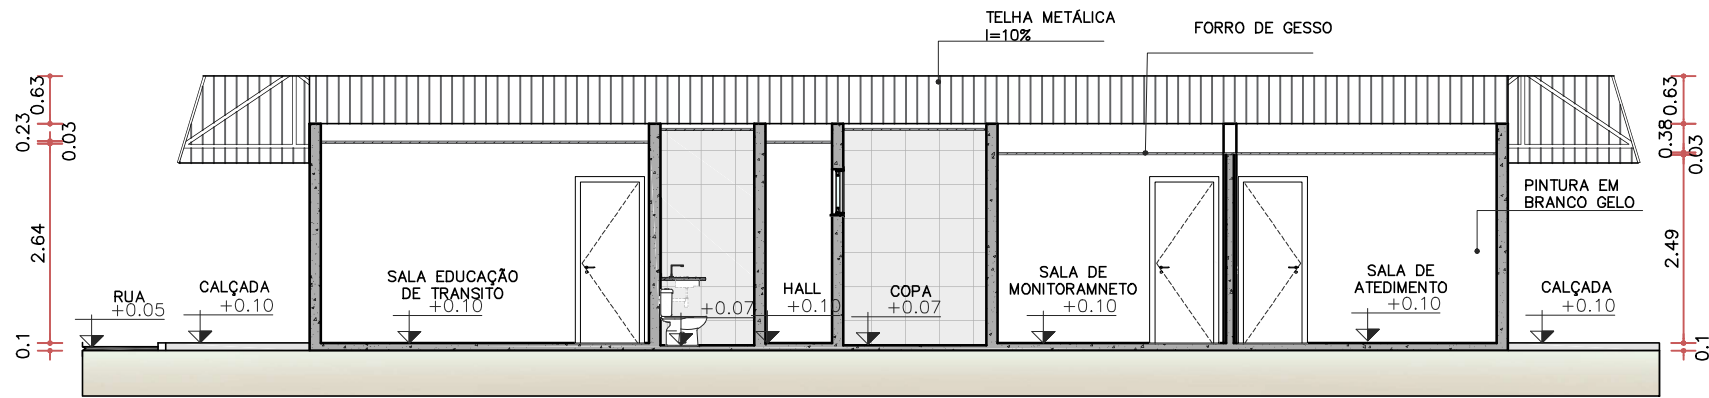 TELHA METÁLICA
I=10%
FORRO DE GESSO
0.63
0.23
0.03
2.64
0.1
0.63
0.38
0.03
2.49
0.1
PINTURA EM
BRANCO GELO
RUA
+0.05
CALÇADA
+0.10
SALA EDUCAÇÃO
DE TRANSITO
+0.10
+0.07
HALL
+0.10
COPA
+0.07
SALA DE
MONITORAMNETO
+0.10
SALA DE
ATEDIMENTO
+0.10
CALÇADA
+0.10